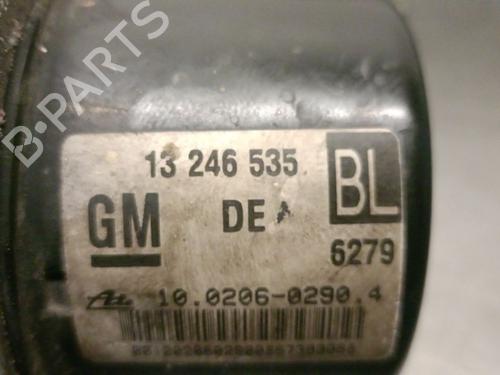 B-PARTS
13 246 535
BL
GM
DE
6279
10.0206-0290.4